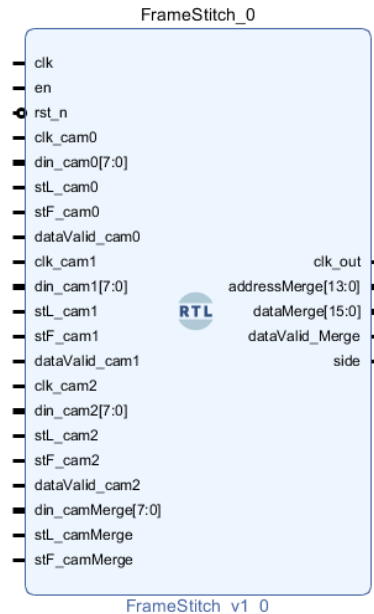 FrameStitch_0
clk
en
rst_n
clk_cam0
din_cam0[7:0]
stL_cam0
stF_cam0
dataValid_cam0
clk_cam1
din_cam1[7:0]
stL_cam1
stF_cam1
dataValid_cam1
clk_cam2
din_cam2[7:0]
stL_cam2
stF_cam2
dataValid_cam2
din_camMerge[7:0]
stL_camMerge
stF_camMerge
RTL
clk_out
addressMerge[13:0]
dataMerge[15:0]
dataValid_Merge
side
FrameStitch_v1_0